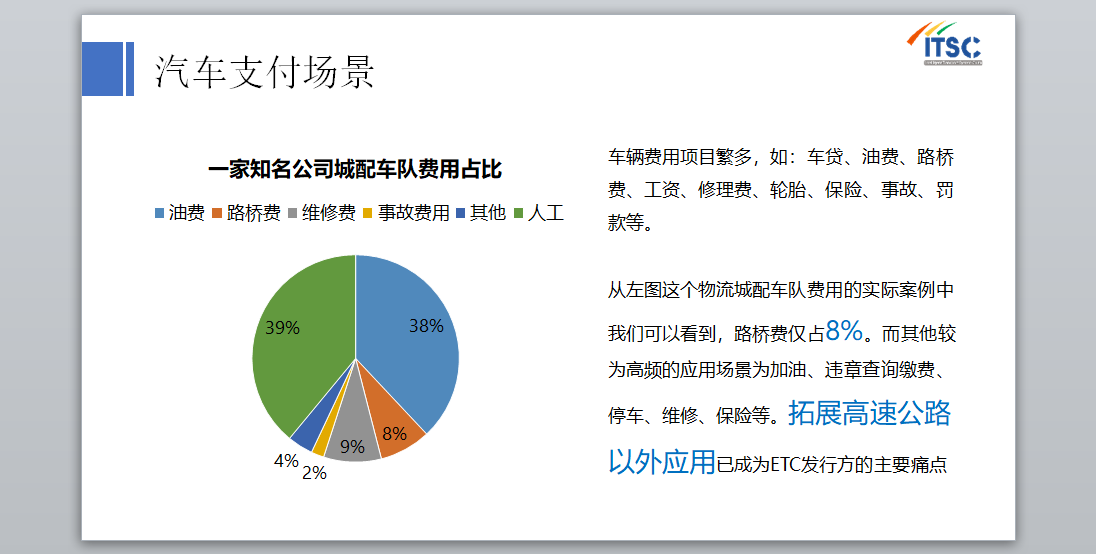 汽车支付场景
ITSC
一家知名公司城配车队费用占比
油费 路桥费 维修费 事故费用 其他 人工
39%
38%
8%
9%
4%
2%
车辆费用项目繁多，如：车贷、油费、路桥
费、工资、修理费、轮胎、保险、事故、罚
款等。
从左图这个物流城配车队费用的实际案例中
我们可以看到，路桥费仅占8%。而其他较
为高频的应用场景为加油、违章查询缴费、
停车、维修、保险等。拓展高速公路
以外应用已成为ETC发行方的主要痛点